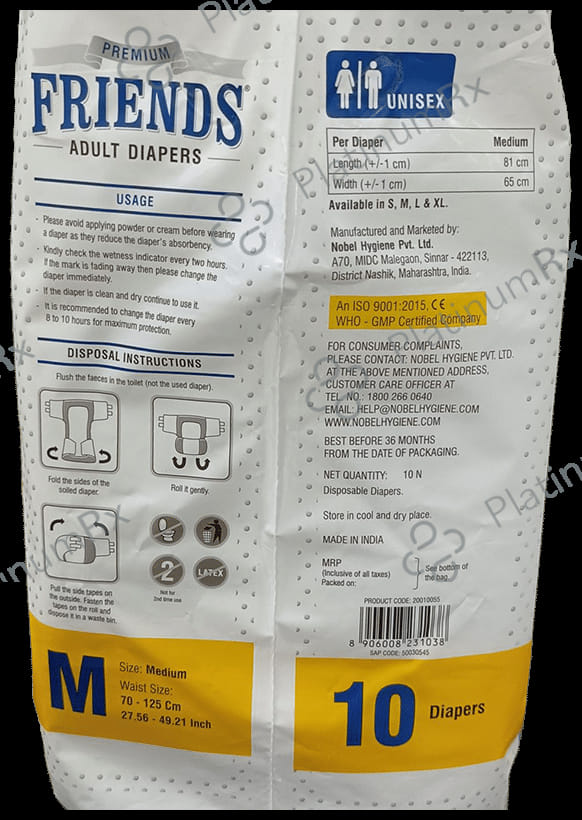 PREMIUM
FRIENDS
ADULT DIAPERS
USAGE
· Please avoid applying powder or cream before wearing
a diaper as they reduce the diaper's absorbency.
· Kindly check the wetness indicator every two hours.
If the mark is fading away then please change the
diaper immediately.
· If the diaper is clean and dry continue to use it.
· It is recommended to change the diaper every
8 to 10 hours for maximum protection.
DISPOSAL INSTRUCTIONS
Flush the faeces in the toilet (not the used diaper).
Fold the sides of the
soiled diaper.
Roll it gently.
Pull the side tapes on
the outside. Fasten the
tapes on the roll and
dispose it in a waste bin.
2
LATEX
Not for
2nd time use
M
Size: Medium
Waist Size:
70 - 125 Cm
27.56 - 49.21 Inch
UNISEX
Per Diaper Medium
Length (+/-1 cm) 81 cm
Width (+/-1 cm) 65 cm
Available in S, M, L & XL.
Manufactured and Marketed by:
Nobel Hygiene Pvt. Ltd.
A70, MIDC Malegaon, Sinnar - 422113,
District Nashik, Maharashtra, India.
An ISO 9001:2015, CE
WHO - GMP Certified Company
FOR CONSUMER COMPLAINTS,
PLEASE CONTACT: NOBEL HYGIENE PVT. LTD.
AT THE ABOVE MENTIONED ADDRESS,
CUSTOMER CARE OFFICER AT
TEL. NO.: 1800 266 0640
EMAIL: HELP@NOBELHYGIENE.COM
WWW.NOBELHYGIENE.COM
BEST BEFORE 36 MONTHS
FROM THE DATE OF PACKAGING.
NET QUANTITY: 10 N
Disposable Diapers.
Store in cool and dry place.
MADE IN INDIA
MRP
(Inclusive of all taxes)
Packed on:
See bottom of
the bag
PRODUCT CODE: 20010055
8 906008 231038
SAP CODE: 50030545
10 Diapers
PlatinumRx
PlatinumRx
PlatinumRx
PlatinumRx